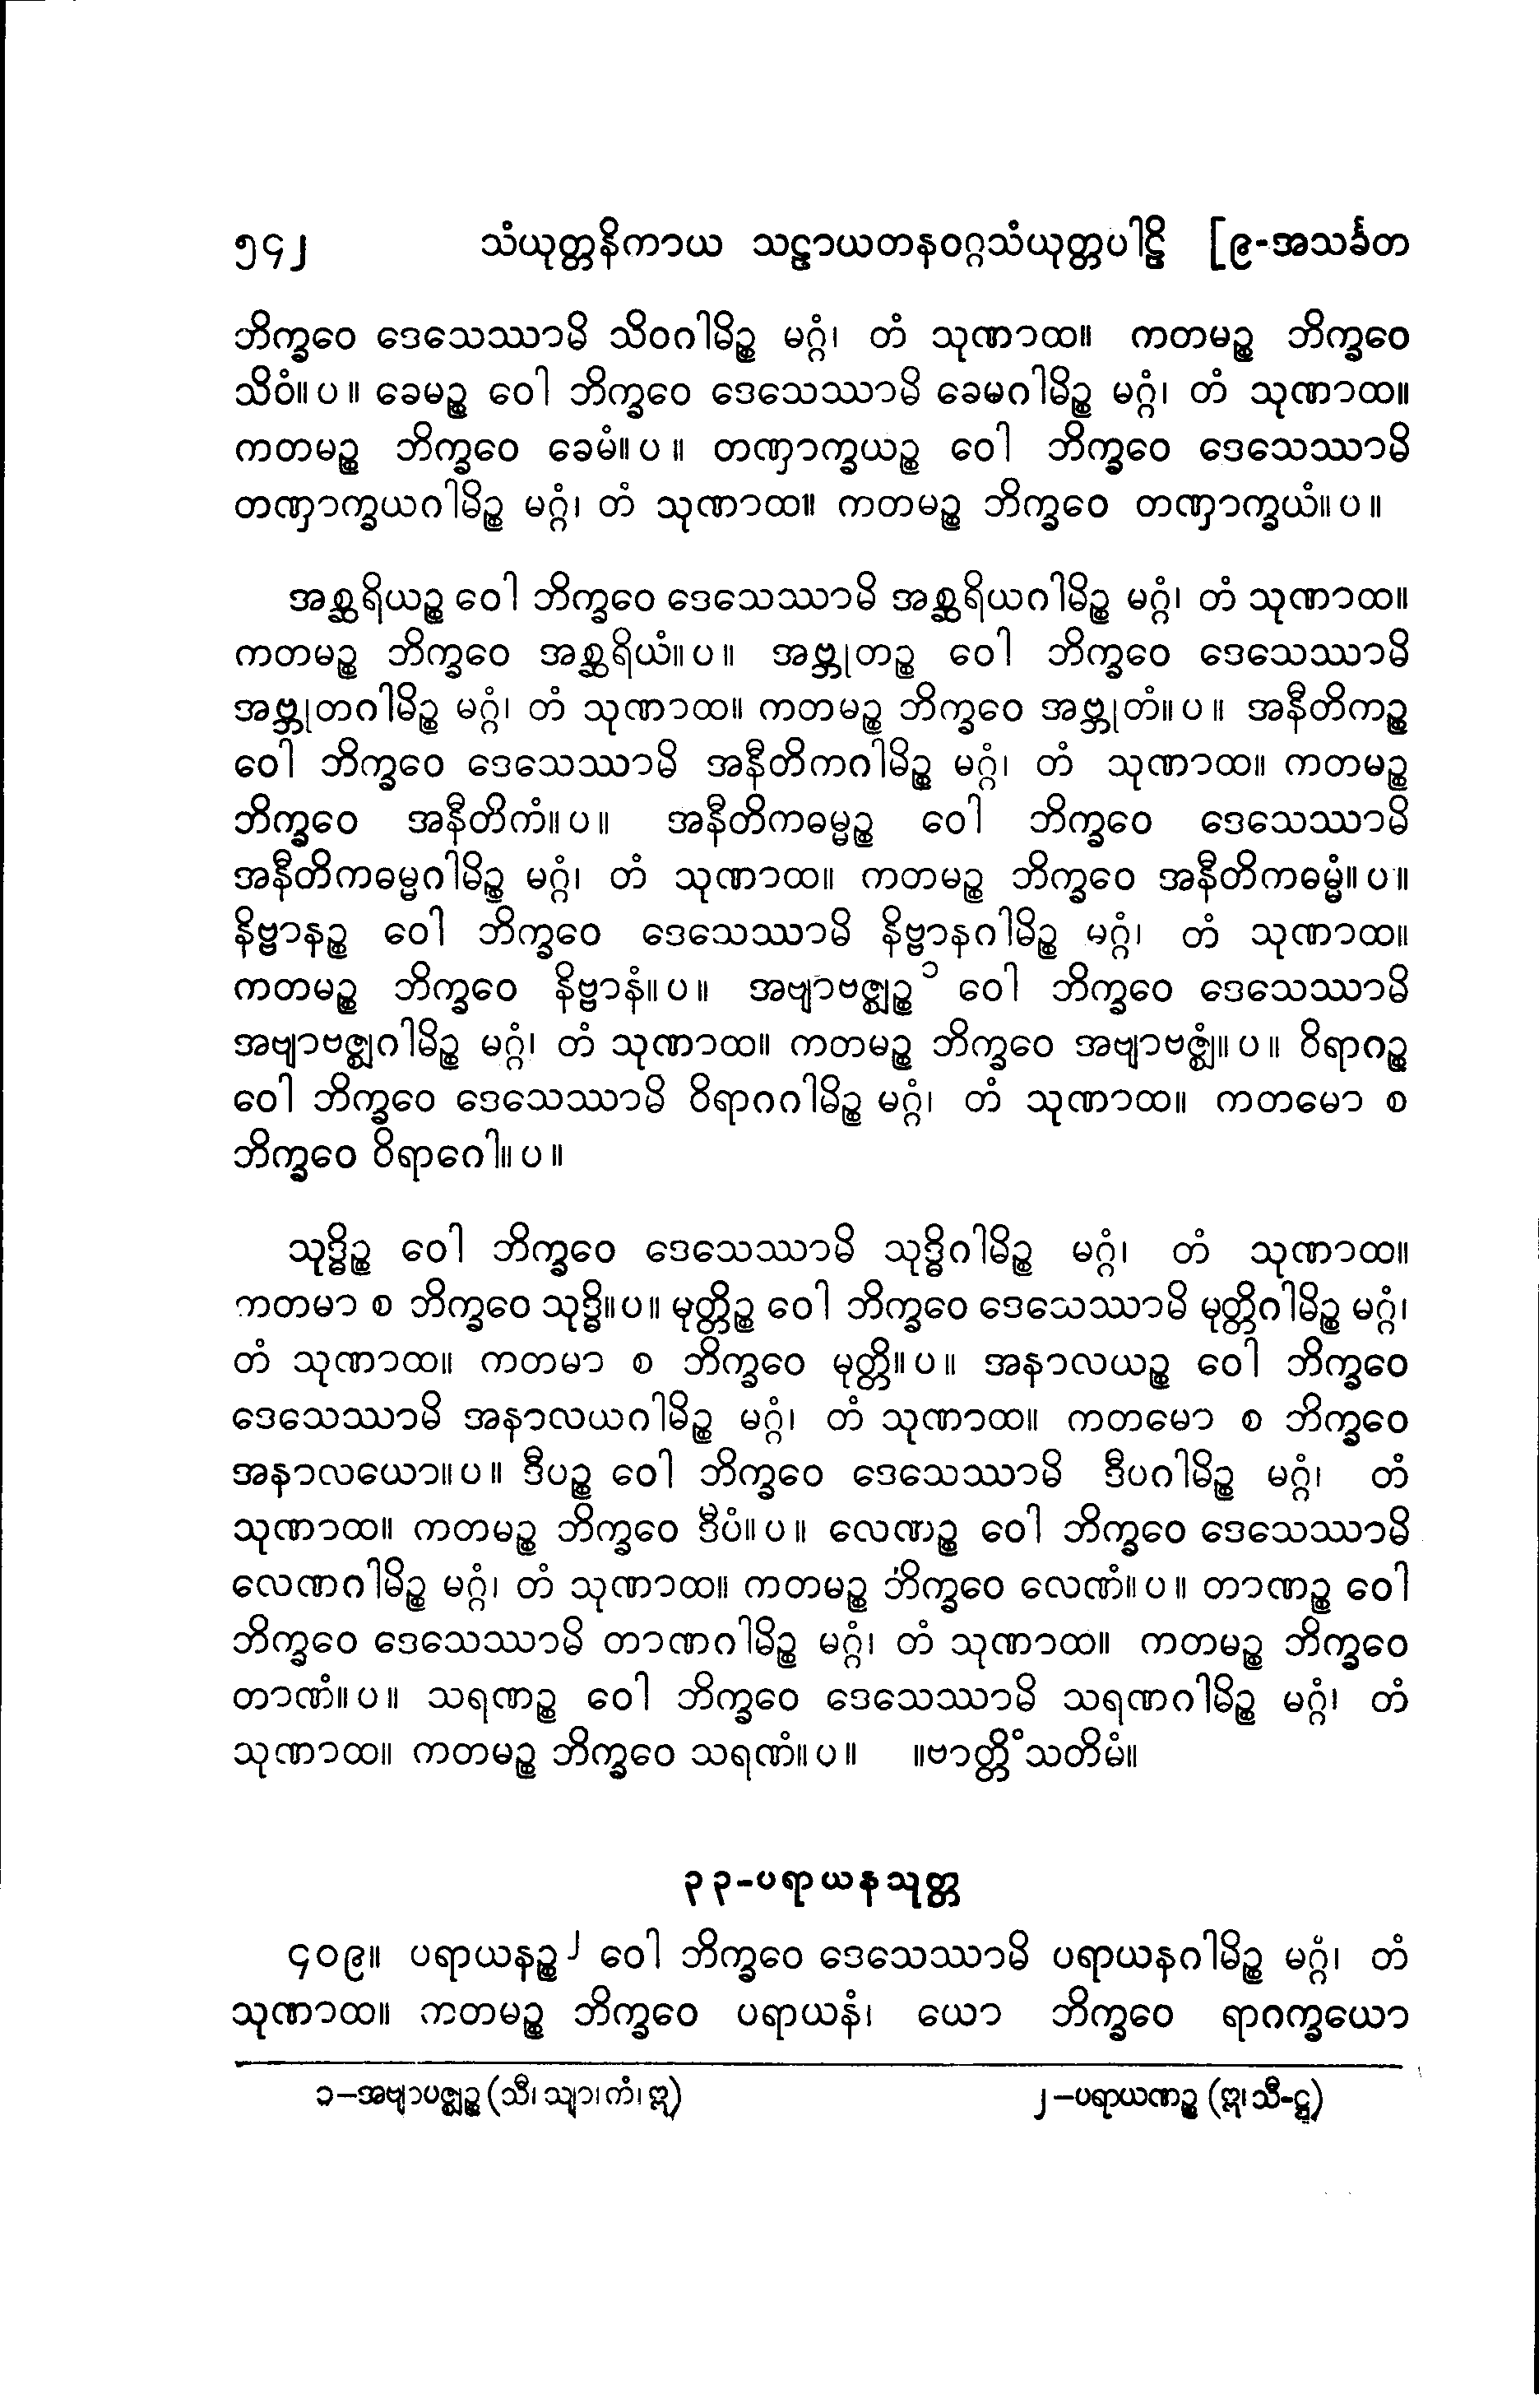 ၅၄၂ သံယုတ္တနိကာယ သဠာယတနဝဂ္ဂသံယုတ္တပါဠိ [၉-အသင်္ခတ
ဘိက္ခဝေ ဒေသေဿာမိ သိဝဂါမိဉ္စ မဂ္ဂံ၊ တံ သုဏာထ။ ကတမဉ္စ ဘိက္ခဝေ
သိဝံ။ပ။ ခေမဉ္စ ဝေါ ဘိက္ခဝေ ဒေသေဿာမိ ခေမဂါမိဉ္စ မဂ္ဂံ၊ တံ သုဏာထ။
ကတမဉ္စ ဘိက္ခဝေ ခေမံ။ပ။ တဏှာက္ခယဉ္စ ဝေါ ဘိက္ခဝေ ဒေသေဿာမိ
တဏှာက္ခယဂါမိဉ္စ မဂ္ဂံ၊ တံ သုဏာထ။ ကတမဉ္စ ဘိက္ခဝေ တဏှာက္ခယံ။ပ။
အစ္ဆရိယဉ္စ ဝေါ ဘိက္ခဝေ ဒေသေဿာမိ အစ္ဆရိယဂါမိဉ္စ မဂ္ဂံ၊ တံ သုဏာထ။
ကတမဉ္စ ဘိက္ခဝေ အစ္ဆရိယံ။ပ။ အဗ္ဘုတဉ္စ ဝေါ ဘိက္ခဝေ ဒေသေဿာမိ
အဗ္ဘုတဂါမိဉ္စ မဂ္ဂံ၊ တံ သုဏာထ။ ကတမဉ္စ ဘိက္ခဝေ အဗ္ဘုတံ။ပ။ အနီတိကဉ္စ
ဝေါ ဘိက္ခဝေ ဒေသေဿာမိ အနီတိကဂါမိဉ္စ မဂ္ဂံ၊ တံ သုဏာထ။ ကတမဉ္စ
ဘိက္ခဝေ အနီတိကံ။ပ။ အနီတိကဓမ္မဉ္စ ဝေါ ဘိက္ခဝေ ဒေသေဿာမိ
အနီတိကဓမ္မဂါမိဉ္စ မဂ္ဂံ၊ တံ သုဏာထ။ ကတမဉ္စ ဘိက္ခဝေ အနီတိကဓမ္မံ။ပ။
နိဗ္ဗာနဉ္စ ဝေါ ဘိက္ခဝေ ဒေသေဿာမိ နိဗ္ဗာနဂါမိဉ္စ မဂ္ဂံ၊ တံ သုဏာထ။
ကတမဉ္စ ဘိက္ခဝေ နိဗ္ဗာနံ။ပ။ အဗျာဗဇ္ဈဉ္စ၁ ဝေါ ဘိက္ခဝေ ဒေသေဿာမိ
အဗျာဗဇ္ဈဂါမိဉ္စ မဂ္ဂံ၊ တံ သုဏာထ။ ကတမဉ္စ ဘိက္ခဝေ အဗျာဗဇ္ဈံ။ပ။ ဝိရာဂဉ္စ
ဝေါ ဘိက္ခဝေ ဒေသေဿာမိ ဝိရာဂဂါမိဉ္စ မဂ္ဂံ၊ တံ သုဏာထ။ ကတမော စ
ဘိက္ခဝေ ဝိရာဂေါ။ပ။
သုဒ္ဓိဉ္စ ဝေါ ဘိက္ခဝေ ဒေသေဿာမိ သုဒ္ဓိဂါမိဉ္စ မဂ္ဂံ၊ တံ သုဏာထ။
ကတမာ စ ဘိက္ခဝေ သုဒ္ဓိ။ပ။ မုတ္တိဉ္စ ဝေါ ဘိက္ခဝေ ဒေသေဿာမိ မုတ္တိဂါမိဉ္စ မဂ္ဂံ၊
တံ သုဏာထ။ ကတမာ စ ဘိက္ခဝေ မုတ္တိ။ပ။ အနာလယဉ္စ ဝေါ ဘိက္ခဝေ
ဒေသေဿာမိ အနာလယဂါမိဉ္စ မဂ္ဂံ၊ တံ သုဏာထ။ ကတမော စ ဘိက္ခဝေ
အနာလယော။ပ။ ဒီပဉ္စ ဝေါ ဘိက္ခဝေ ဒေသေဿာမိ ဒီပဂါမိဉ္စ မဂ္ဂံ၊ တံ
သုဏာထ။ ကတမဉ္စ ဘိက္ခဝေ ဒီပံ။ပ။ လေဏဉ္စ ဝေါ ဘိက္ခဝေ ဒေသေဿာမိ
လေဏဂါမိဉ္စ မဂ္ဂံ၊ တံ သုဏာထ။ ကတမဉ္စ ဘိက္ခဝေ လေဏံ။ပ။ တာဏဉ္စ ဝေါ
ဘိက္ခဝေ ဒေသေဿာမိ တာဏဂါမိဉ္စ မဂ္ဂံ၊ တံ သုဏာထ။ ကတမဉ္စ ဘိက္ခဝေ
တာဏံ။ပ။ သရဏဉ္စ ဝေါ ဘိက္ခဝေ ဒေသေဿာမိ သရဏဂါမိဉ္စ မဂ္ဂံ၊ တံ
သုဏာထ။ ကတမဉ္စ ဘိက္ခဝေ သရဏံ။ပ။ ။ဗာတ္တိံသတိမံ။
၃၃-ပရာယနသုတ္တ
၄၀၉။ ပရာယနဉ္စ၂ ဝေါ ဘိက္ခဝေ ဒေသေဿာမိ ပရာယနဂါမိဉ္စ မဂ္ဂံ၊ တံ
သုဏာထ။ ကတမဉ္စ ဘိက္ခဝေ ပရာယနံ၊ ယော ဘိက္ခဝေ ရာဂက္ခယော
၁−အဗျာပဇ္ဈဉ္စ (သီ၊ သျာ၊ ကံ၊ ဣ) ၂−ပရာယဏဉ္စ (ဣ၊ သီ-ဋ္ဌ)